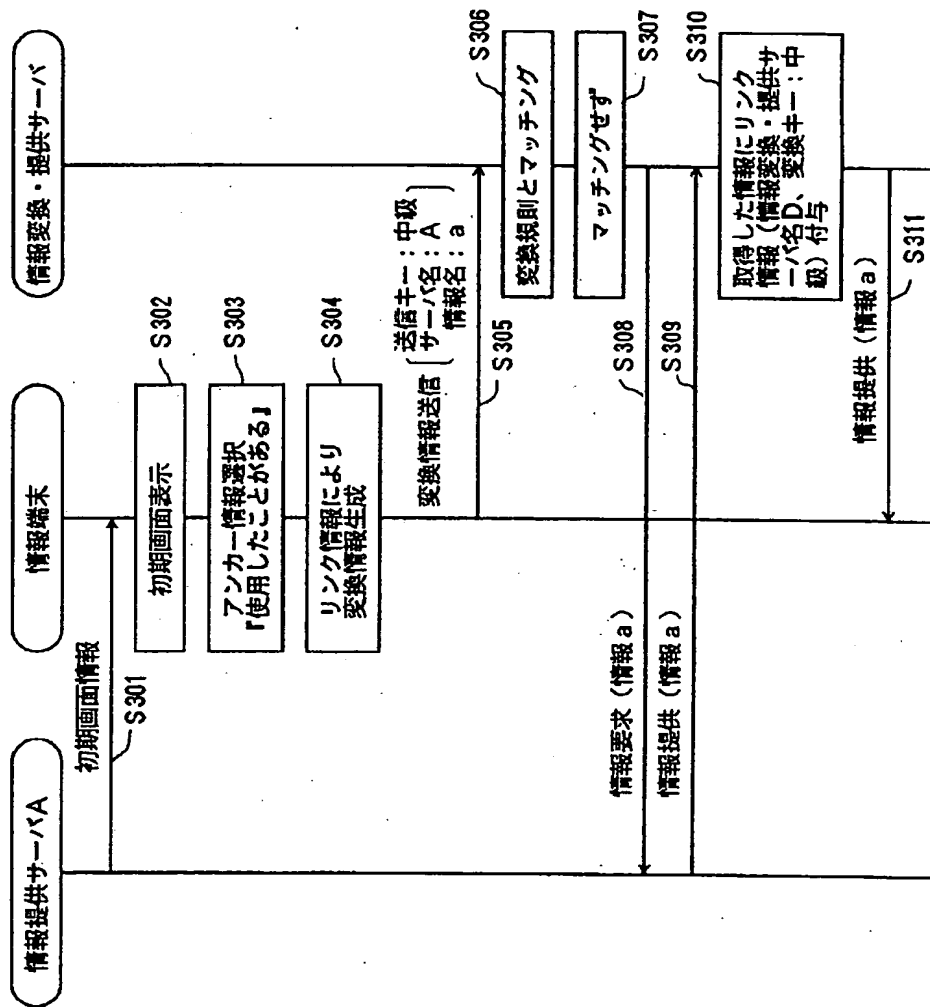 情報提供サーバA
情報端末
情報変換・提供サーバ
初期画面情報
S301
初期画面表示
S302
アンカー情報選択
『使用したことがある』
S303
リンク情報により
変換情報生成
S304
変換情報送信
送信キー:中級
サーバ名:A
情報名:a
S305
変換規則とマッチング
S306
マッチングせず
S307
情報要求(情報a)
S308
情報提供(情報a)
S309
取得した情報にリンク
情報(情報変換・提供サ
ーバ名D、変換キー:中
級)付与
S310
情報提供(情報a)
S311